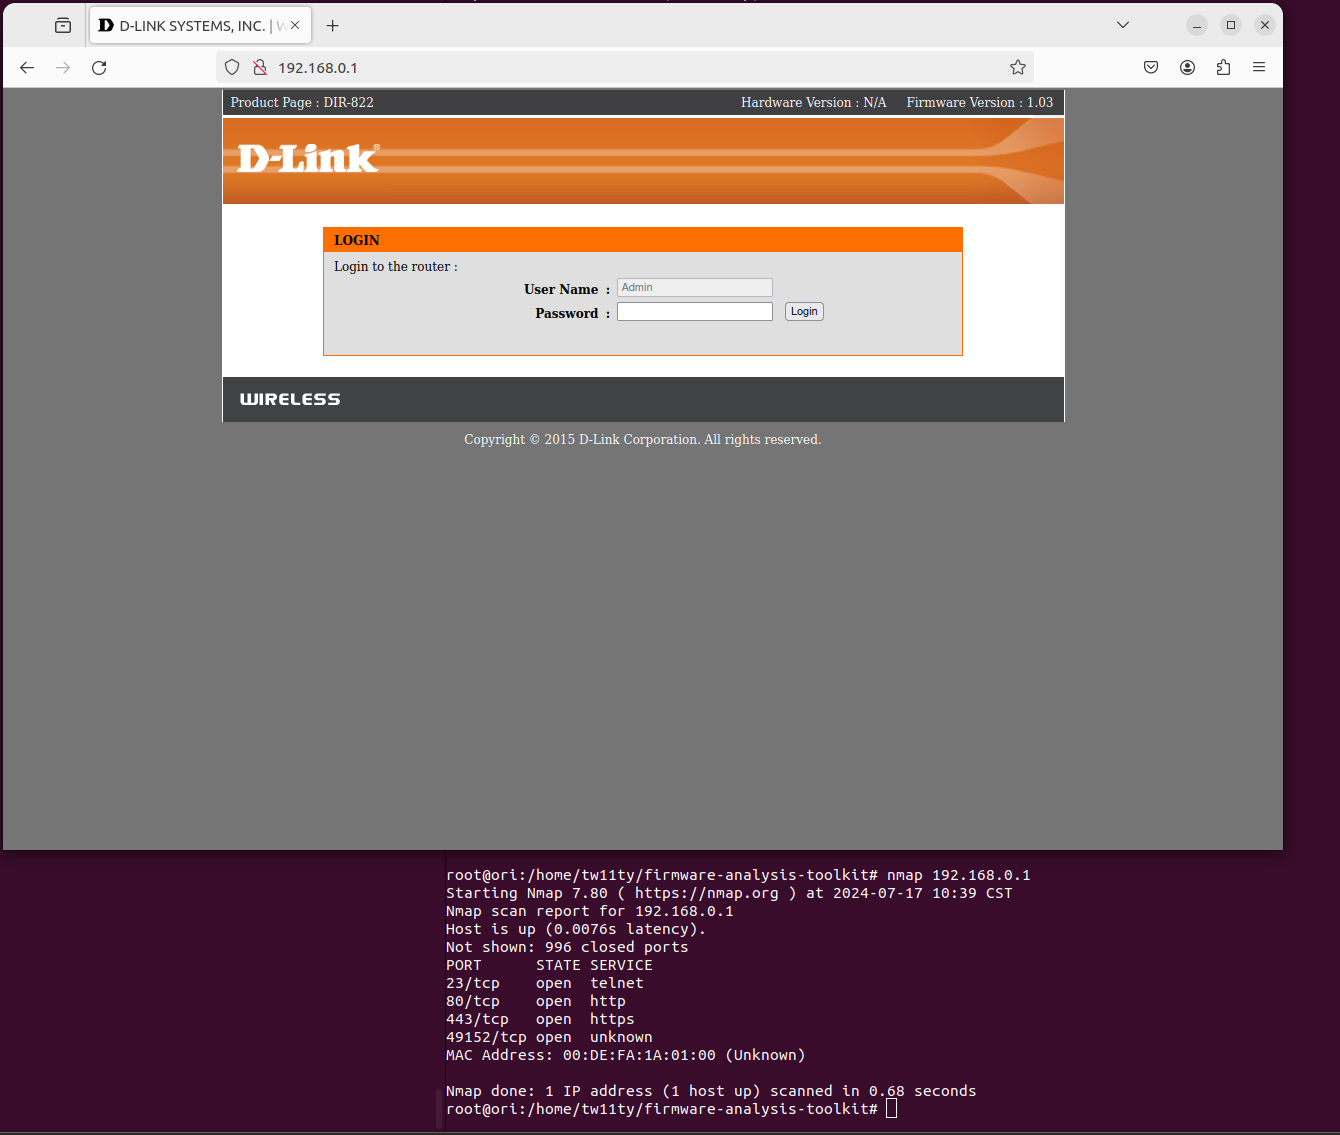 D-LINK SYSTEMS, INC. | W
192.168.0.1
Product Page : DIR-822 Hardware Version : N/A Firmware Version : 1.03
D-Link®
LOGIN
Login to the router :
User Name : Admin
Password : Login
WIRELESS
Copyright © 2015 D-Link Corporation. All rights reserved.
root@ori:/home/tw11ty/firmware-analysis-toolkit# nmap 192.168.0.1
Starting Nmap 7.80 ( https://nmap.org ) at 2024-07-17 10:39 CST
Nmap scan report for 192.168.0.1
Host is up (0.0076s latency).
Not shown: 996 closed ports
PORT      STATE SERVICE
23/tcp    open  telnet
80/tcp    open  http
443/tcp   open  https
49152/tcp open  unknown
MAC Address: 00:DE:FA:1A:01:00 (Unknown)
Nmap done: 1 IP address (1 host up) scanned in 0.68 seconds
root@ori:/home/tw11ty/firmware-analysis-toolkit#